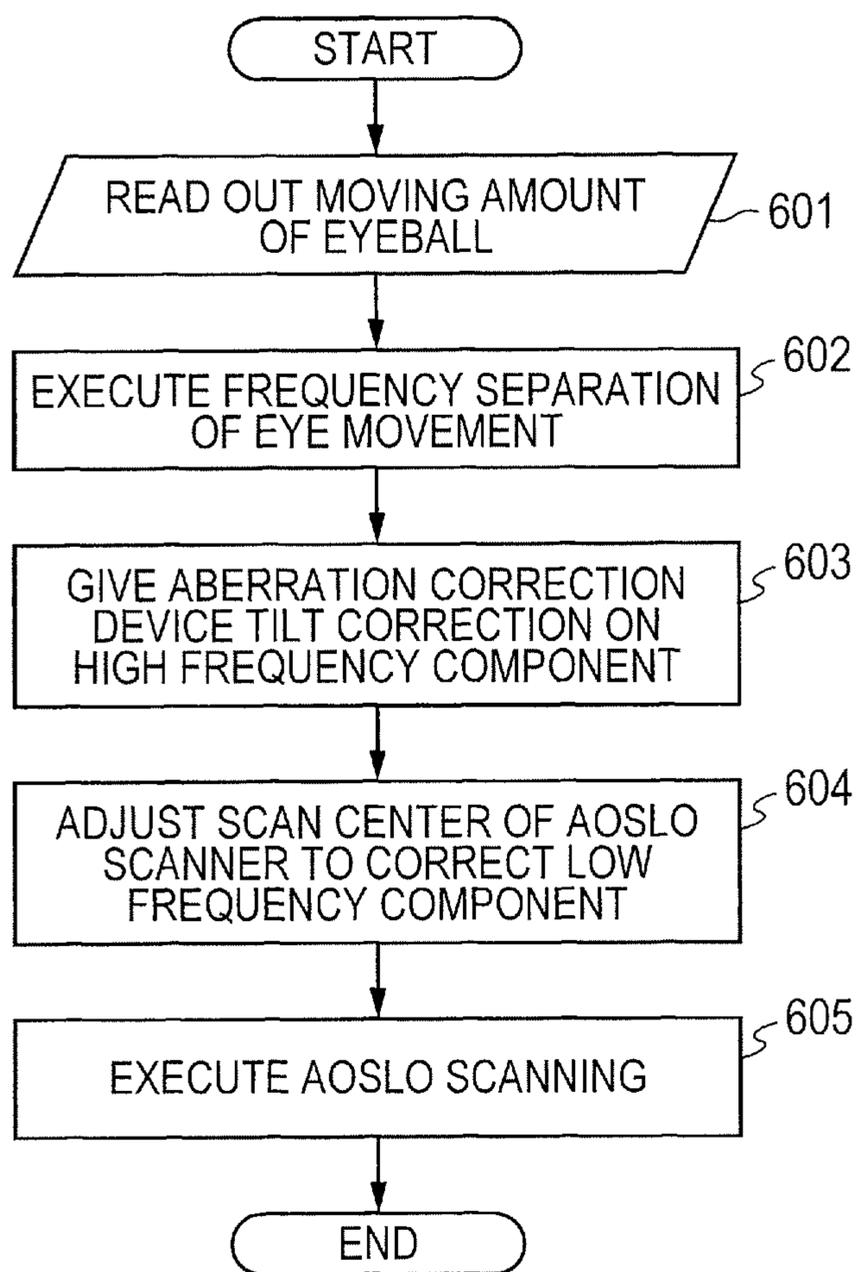 START
READ OUT MOVING AMOUNT
OF EYEBALL
601
EXECUTE FREQUENCY SEPARATION
OF EYE MOVEMENT
602
GIVE ABERRATION CORRECTION
DEVICE TILT CORRECTION ON
HIGH FREQUENCY COMPONENT
603
ADJUST SCAN CENTER OF AOSLO
SCANNER TO CORRECT LOW
FREQUENCY COMPONENT
604
EXECUTE AOSLO SCANNING
605
END